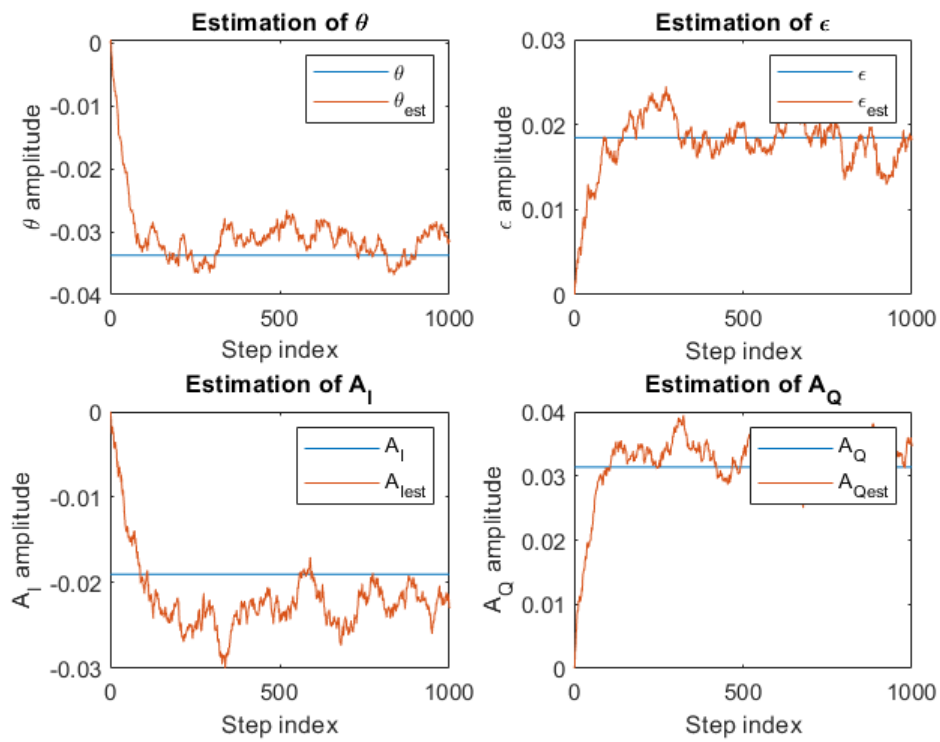 Estimation of θ
θ
θest
0
-0.01
-0.02
-0.03
-0.04
θ amplitude
0
500
1000
Step index
Estimation of ϵ
ϵ
ϵest
0.03
0.02
0.01
0
ϵ amplitude
0
500
1000
Step index
Estimation of AI
AI
AIest
0
-0.01
-0.02
-0.03
AI amplitude
0
500
1000
Step index
Estimation of AQ
AQ
AQest
0.04
0.03
0.02
0.01
0
AQ amplitude
0
500
1000
Step index